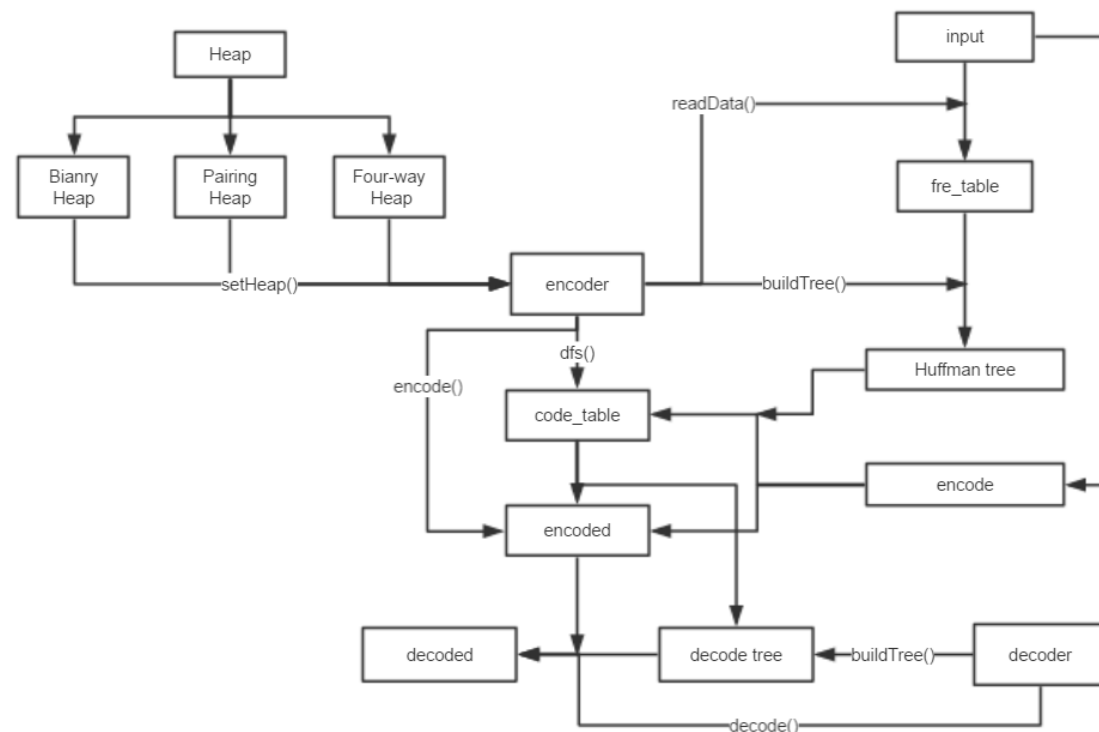 input
Heap
readData()
Bianry
Heap
Pairing
Heap
Four-way
Heap
fre_table
setHeap()
encoder
buildTree()
dfs()
Huffman tree
encode()
code_table
encode
encoded
decoded
decode tree
buildTree()
decoder
decode()